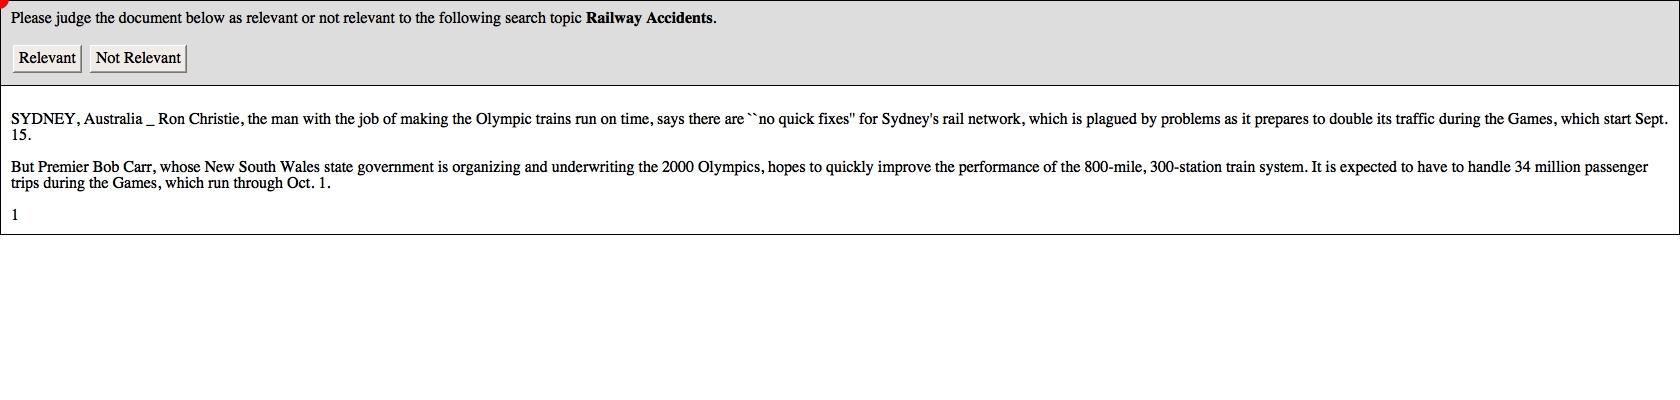 Please judge the document below as relevant or not relevant to the following search topic Railway Accidents.
Relevant Not Relevant
SYDNEY, Australia _ Ron Christie, the man with the job of making the Olympic trains run on time, says there are ``no quick fixes'' for Sydney's rail network, which is plagued by problems as it prepares to double its traffic during the Games, which start Sept.
15.
But Premier Bob Carr, whose New South Wales state government is organizing and underwriting the 2000 Olympics, hopes to quickly improve the performance of the 800-mile, 300-station train system. It is expected to have to handle 34 million passenger
trips during the Games, which run through Oct. 1.
1